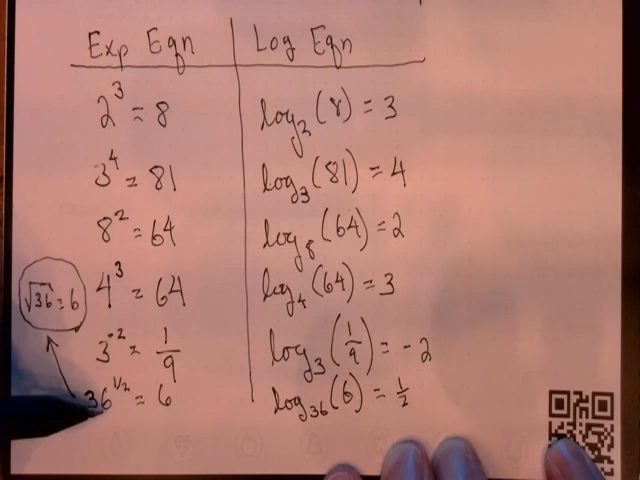 Exp Eqn | Log Eqn
2^3 = 8 | log_2(8) = 3
3^4 = 81 | log_3(81) = 4
8^2 = 64 | log_8(64) = 2
√36 = 6 4^3 = 64 | log_4(64) = 3
3^-2 = 1/9 | log_3(1/9) = -2
36^1/2 = 6 | log_36(6) = 1/2